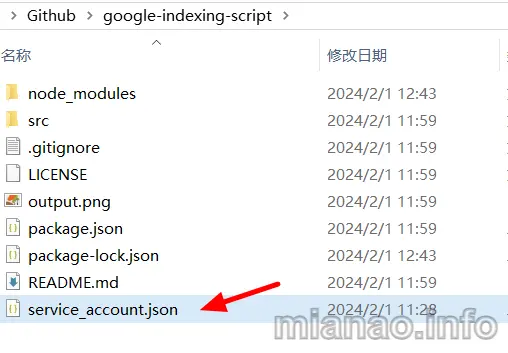 Github google-indexing-script
名称 修改日期
node_modules 2024/2/1 12:43
src 2024/2/1 11:59
.gitignore 2024/2/1 11:59
LICENSE 2024/2/1 11:59
output.png 2024/2/1 11:59
package.json 2024/2/1 11:59
package-lock.json 2024/2/1 12:43
README.md 2024/2/1 11:59
service_account.json 2024/2/1 11:28
mianao.info